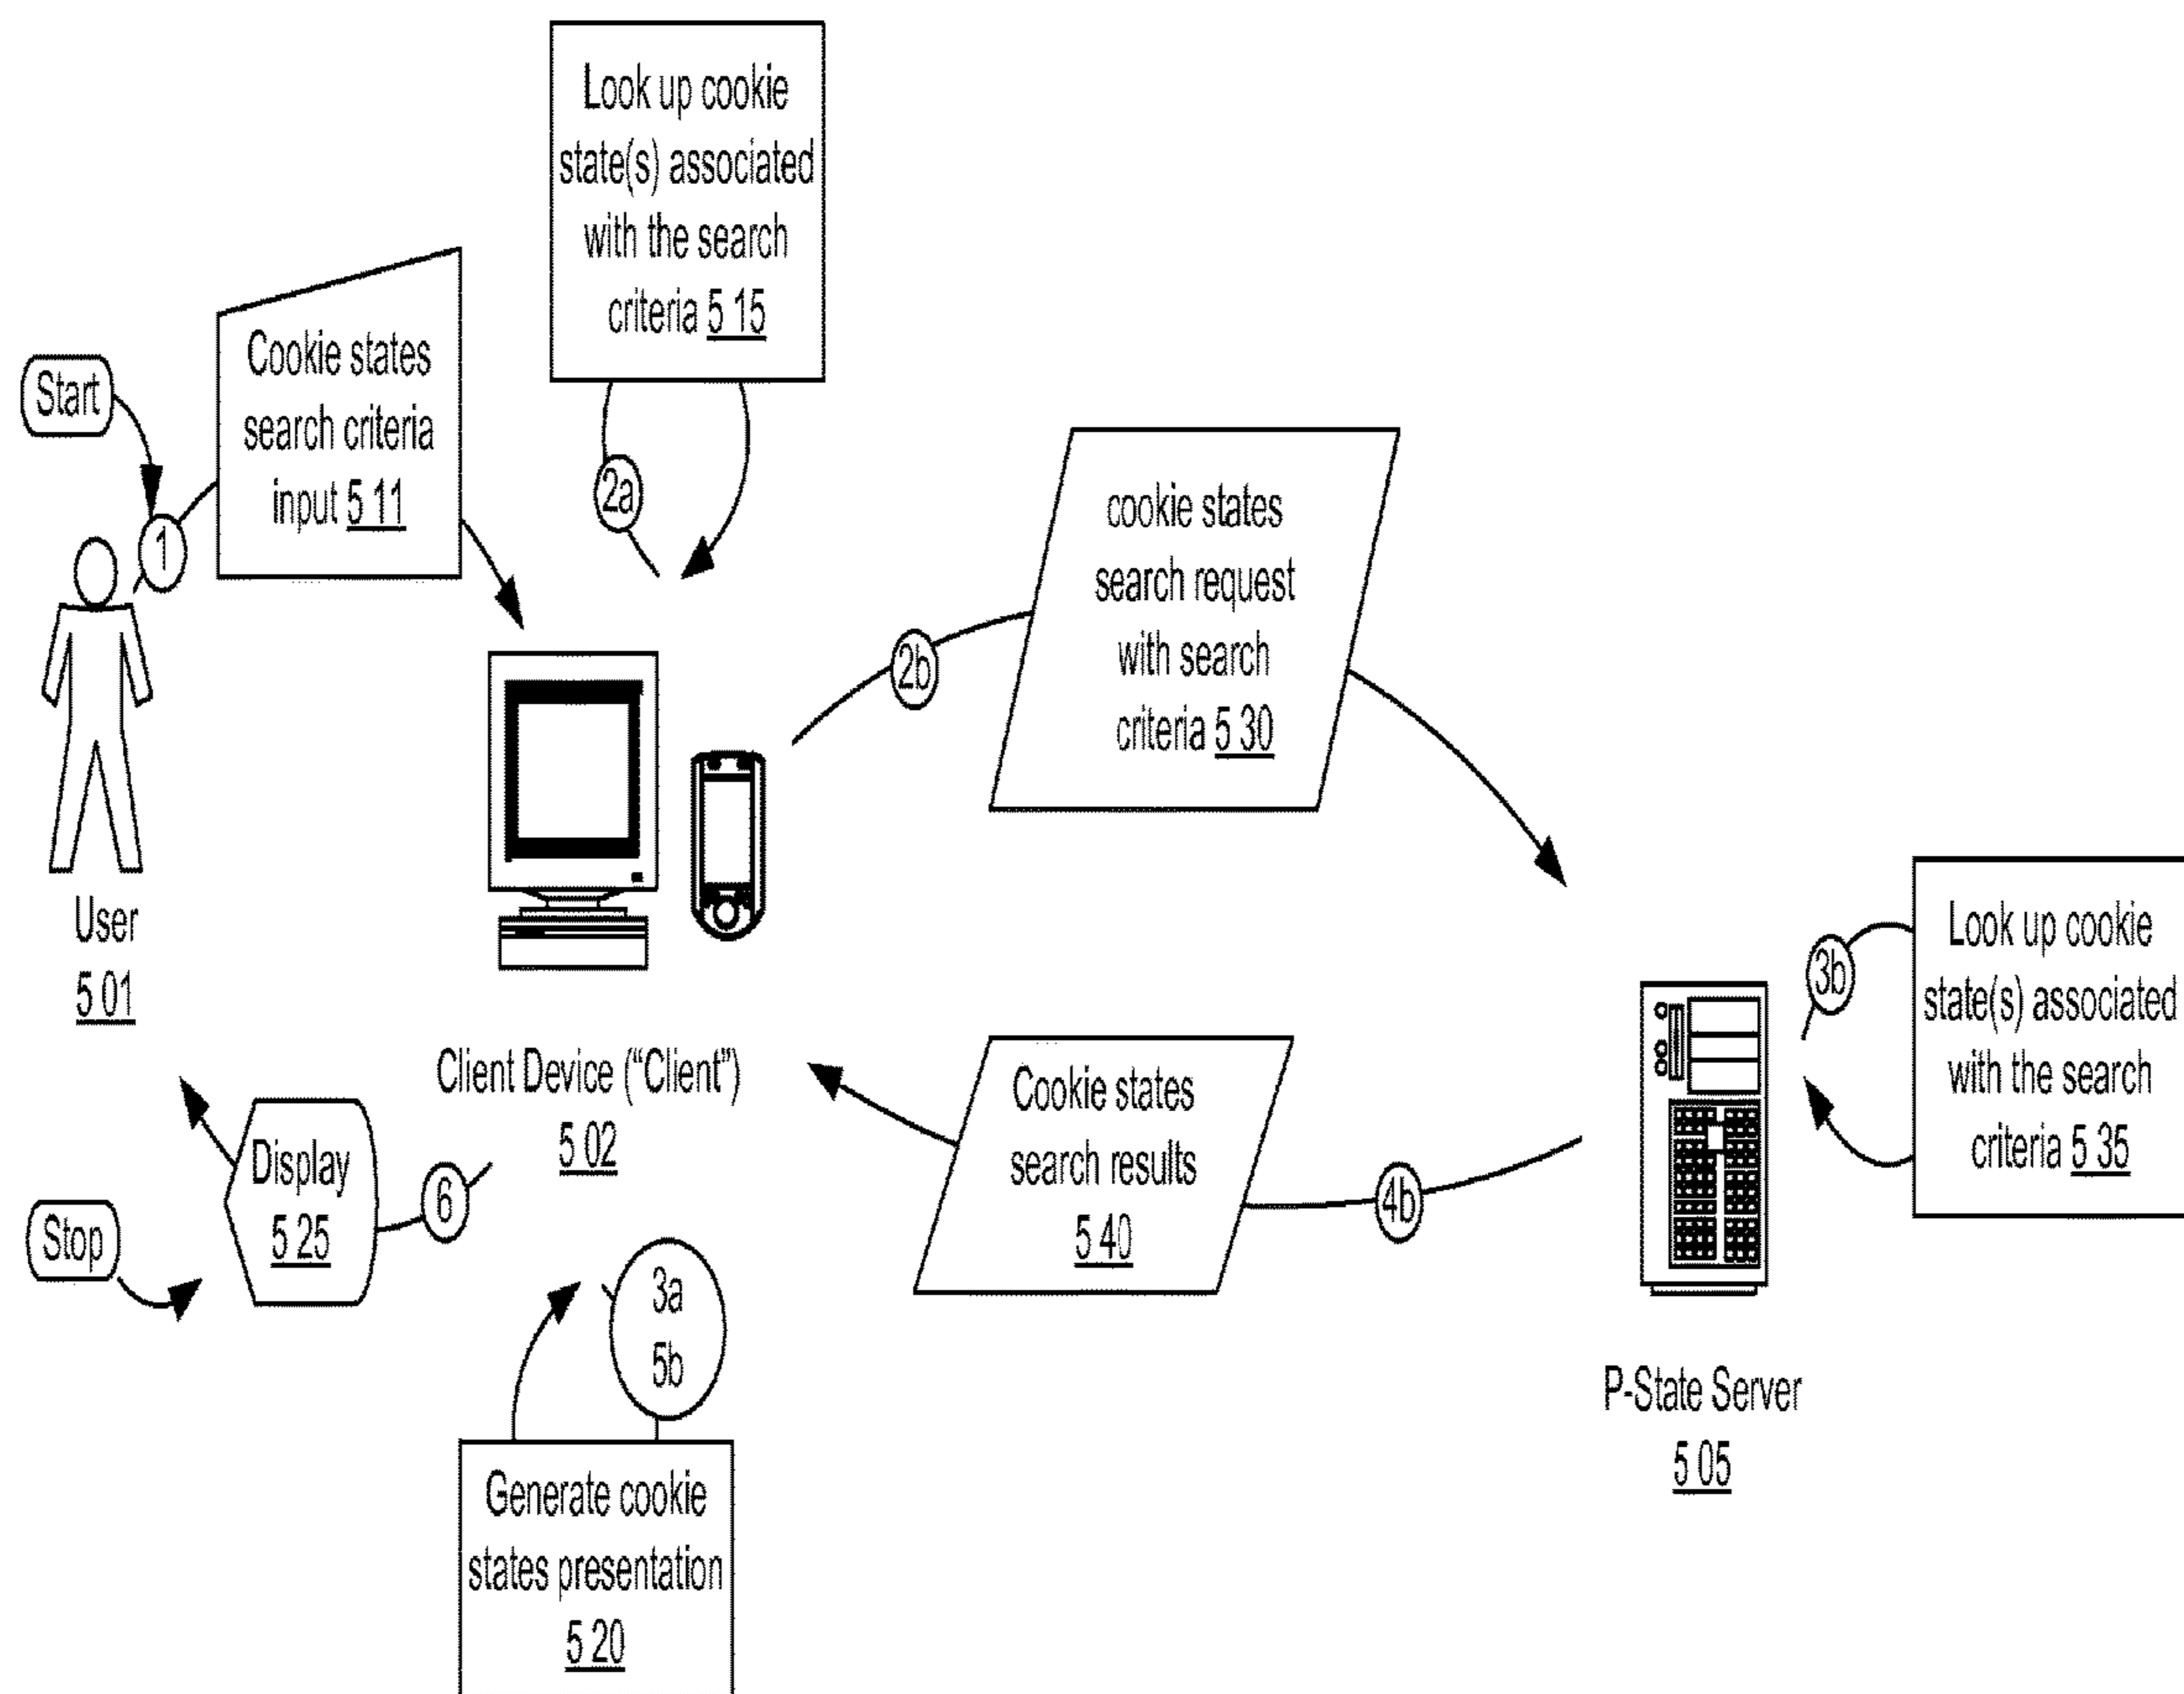 Look up cookie
state(s) associated
with the search
criteria 5 15
Start
Cookie states
search criteria
input 5 11
1
2a
cookie states
search request
with search
criteria 5 30
2b
User
5 01
Client Device ("Client")
5 02
3b
Look up cookie
state(s) associated
with the search
criteria 5 35
Cookie states
search results
5 40
4b
Display
5 25
6
Stop
3a
5b
Generate cookie
states presentation
5 20
P-State Server
5 05